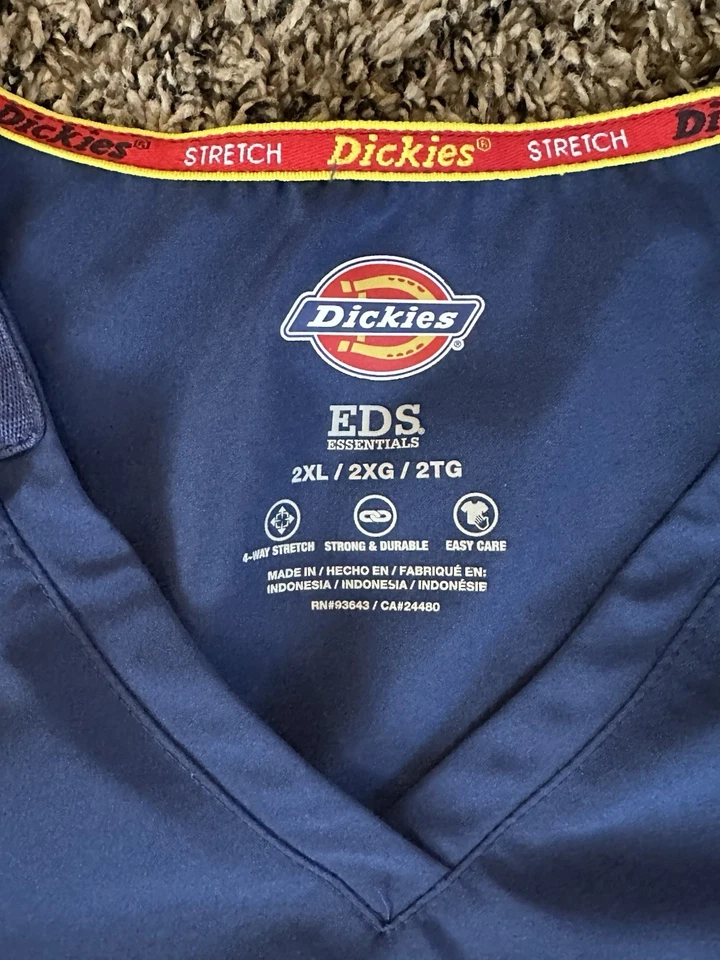 Dickies® STRETCH Dickies® STRETCH Di
Dickies®
EDS.
ESSENTIALS
2XL / 2XG / 2TG
4-WAY STRETCH STRONG & DURABLE EASY CARE
MADE IN / HECHO EN / FABRIQUÉ EN:
INDONESIA / INDONESIA / INDONÉSIE
RN#93643 / CA#24480